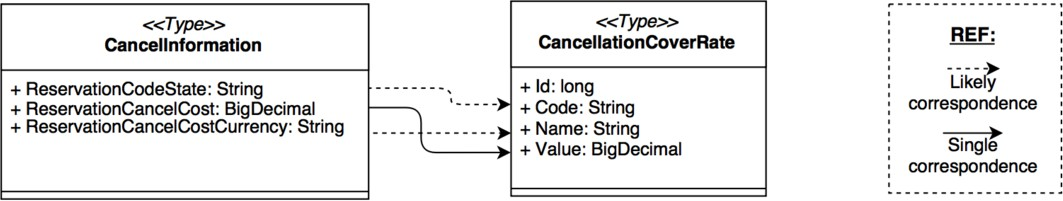 <<Type>>
CancelInformation
+ ReservationCodeState: String
+ ReservationCancelCost: BigDecimal
+ ReservationCancelCostCurrency: String
<<Type>>
CancellationCoverRate
+ Id: long
+ Code: String
+ Name: String
+ Value: BigDecimal
REF:
Likely
correspondence
Single
correspondence